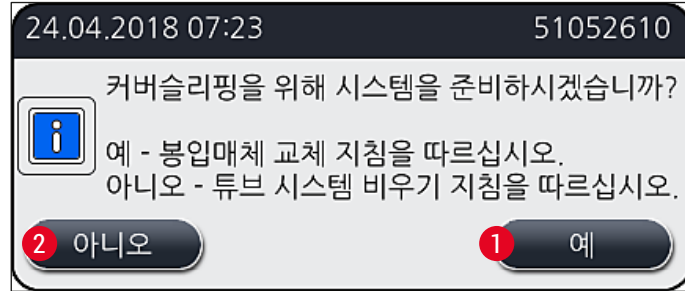 24.04.2018 07:23 51052610
커버슬리핑을 위해 시스템을 준비하시겠습니까?
예 - 봉입매체 교체 지침을 따르십시오.
아니오 - 튜브 시스템 비우기 지침을 따르십시오.
2 아니오 1 예